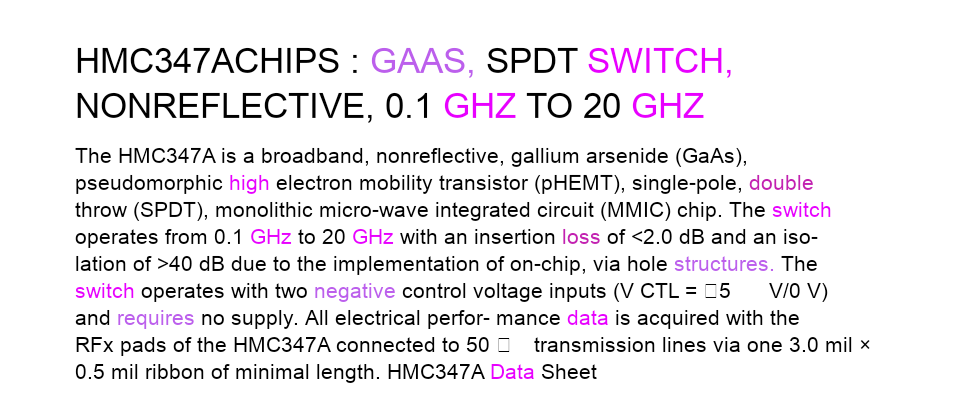 HMC347ACHIPS : GAAS, SPDT SWITCH,
NONREFLECTIVE, 0.1 GHZ TO 20 GHZ
The HMC347A is a broadband, nonreflective, gallium arsenide (GaAs),
pseudomorphic high electron mobility transistor (pHEMT), single-pole, double
throw (SPDT), monolithic micro-wave integrated circuit (MMIC) chip. The switch
operates from 0.1 GHz to 20 GHz with an insertion loss of <2.0 dB and an iso-
lation of >40 dB due to the implementation of on-chip, via hole structures. The
switch operates with two negative control voltage inputs (V CTL = □5 V/0 V)
and requires no supply. All electrical perfor- mance data is acquired with the
RFx pads of the HMC347A connected to 50 □ transmission lines via one 3.0 mil ×
0.5 mil ribbon of minimal length. HMC347A Data Sheet